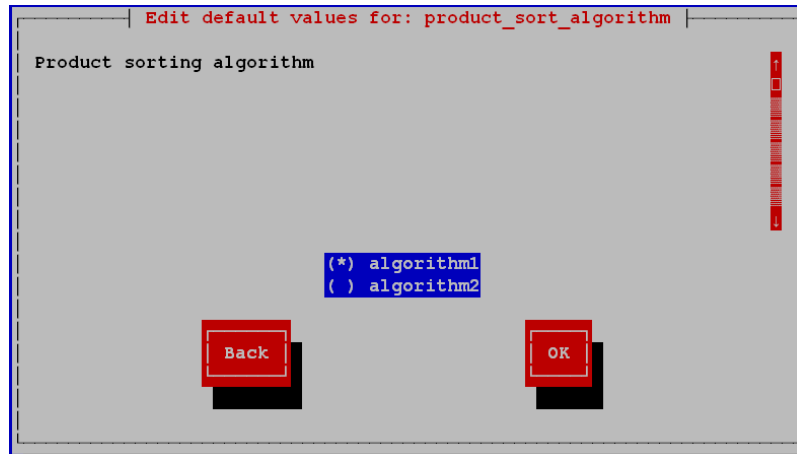 Edit default values for: product_sort_algorithm
Product sorting algorithm
↑
↓
(*) algorithm1
( ) algorithm2
Back
OK